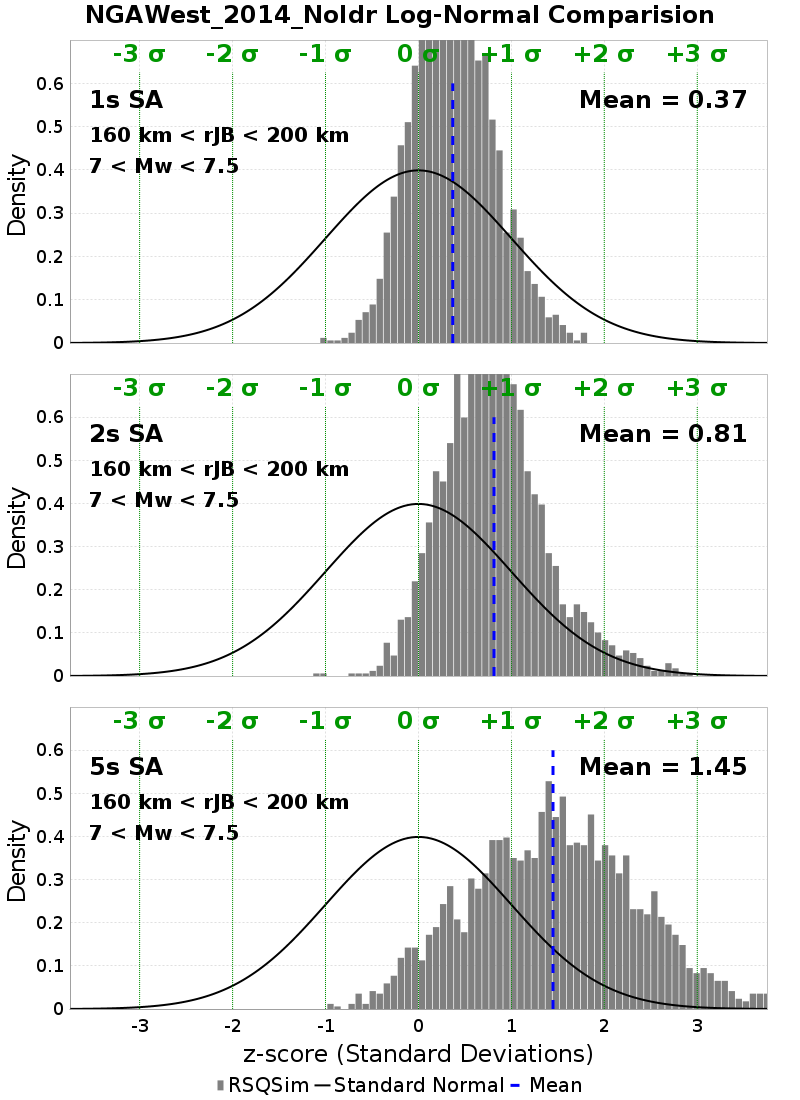 NGAWest_2014_NoIdr Log-Normal Comparision
-3 σ -2 σ -1 σ 0 σ +1 σ +2 σ +3 σ
1s SA
Mean = 0.37
160 km < rJB < 200 km
7 < Mw < 7.5
Density
0.6
0.5
0.4
0.3
0.2
0.1
0
-3 σ -2 σ -1 σ 0 σ +1 σ +2 σ +3 σ
2s SA
Mean = 0.81
160 km < rJB < 200 km
7 < Mw < 7.5
Density
0.6
0.5
0.4
0.3
0.2
0.1
0
-3 σ -2 σ -1 σ 0 σ +1 σ +2 σ +3 σ
5s SA
Mean = 1.45
160 km < rJB < 200 km
7 < Mw < 7.5
Density
0.6
0.5
0.4
0.3
0.2
0.1
0
-3 -2 -1 0 1 2 3
z-score (Standard Deviations)
RSQSim Standard Normal Mean